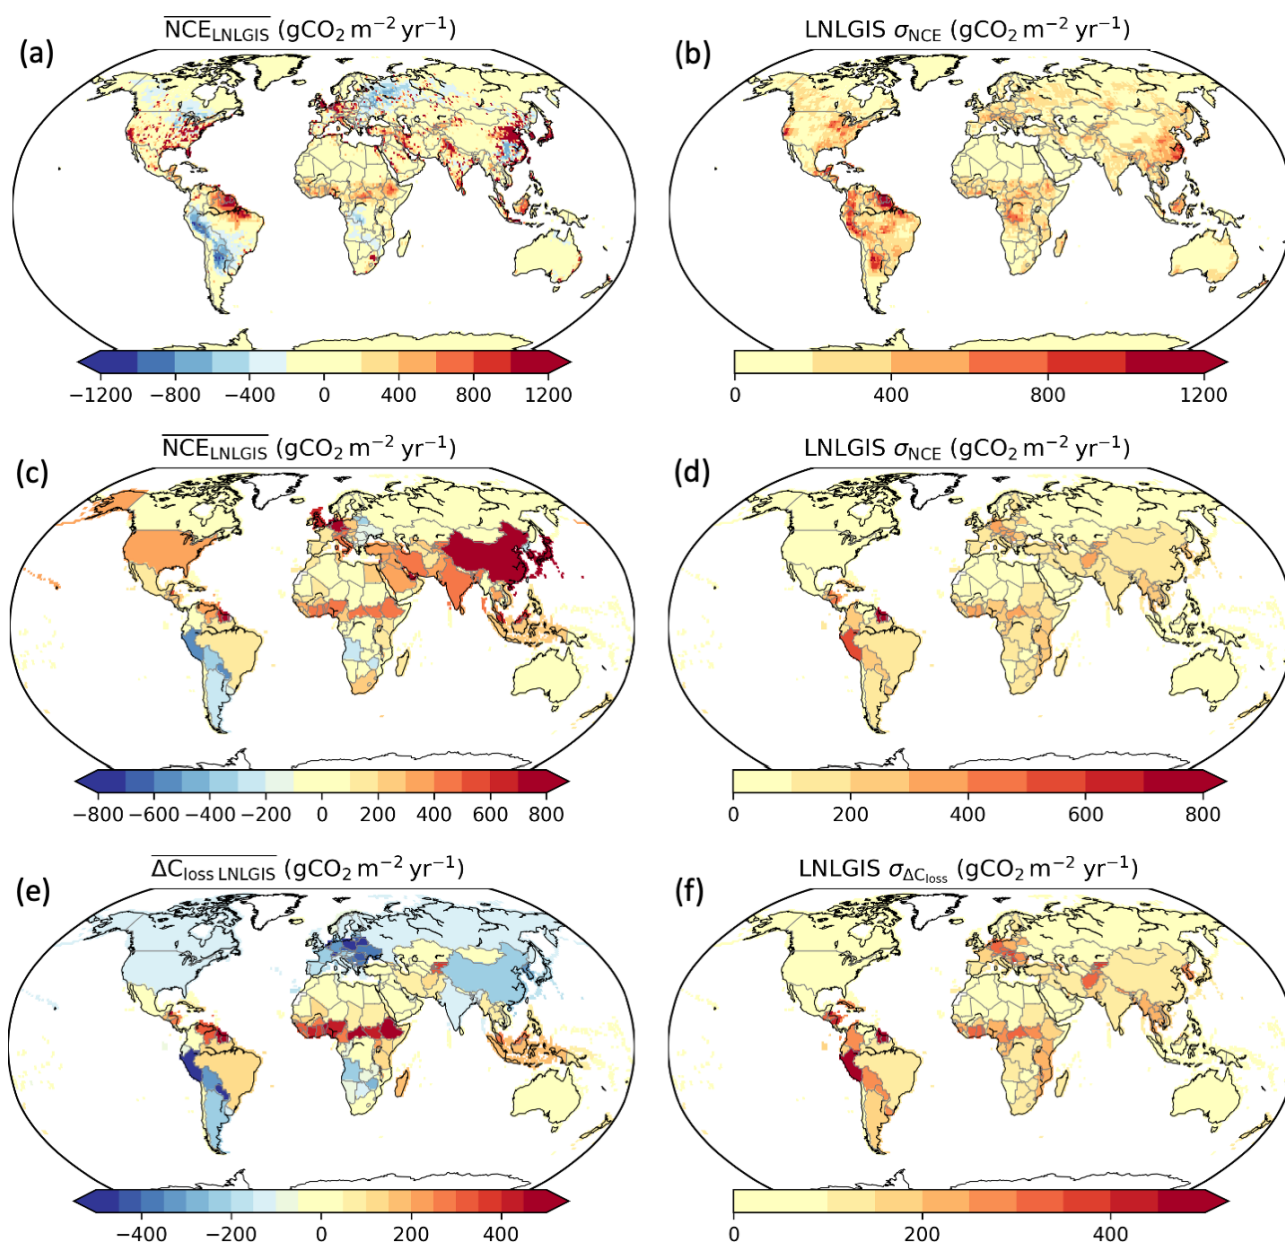 (a)
NCE_LNLGIS (gCO₂ m⁻² yr⁻¹)
−1200 −800 −400 0 400 800 1200
(b)
LNLGIS σ_NCE (gCO₂ m⁻² yr⁻¹)
0 400 800 1200
(c)
NCE_LNLGIS (gCO₂ m⁻² yr⁻¹)
−800 −600 −400 −200 0 200 400 600 800
(d)
LNLGIS σ_NCE (gCO₂ m⁻² yr⁻¹)
0 200 400 600 800
(e)
ΔC_loss LNLGIS (gCO₂ m⁻² yr⁻¹)
−400 −200 0 200 400
(f)
LNLGIS σ_ΔC_loss (gCO₂ m⁻² yr⁻¹)
0 200 400